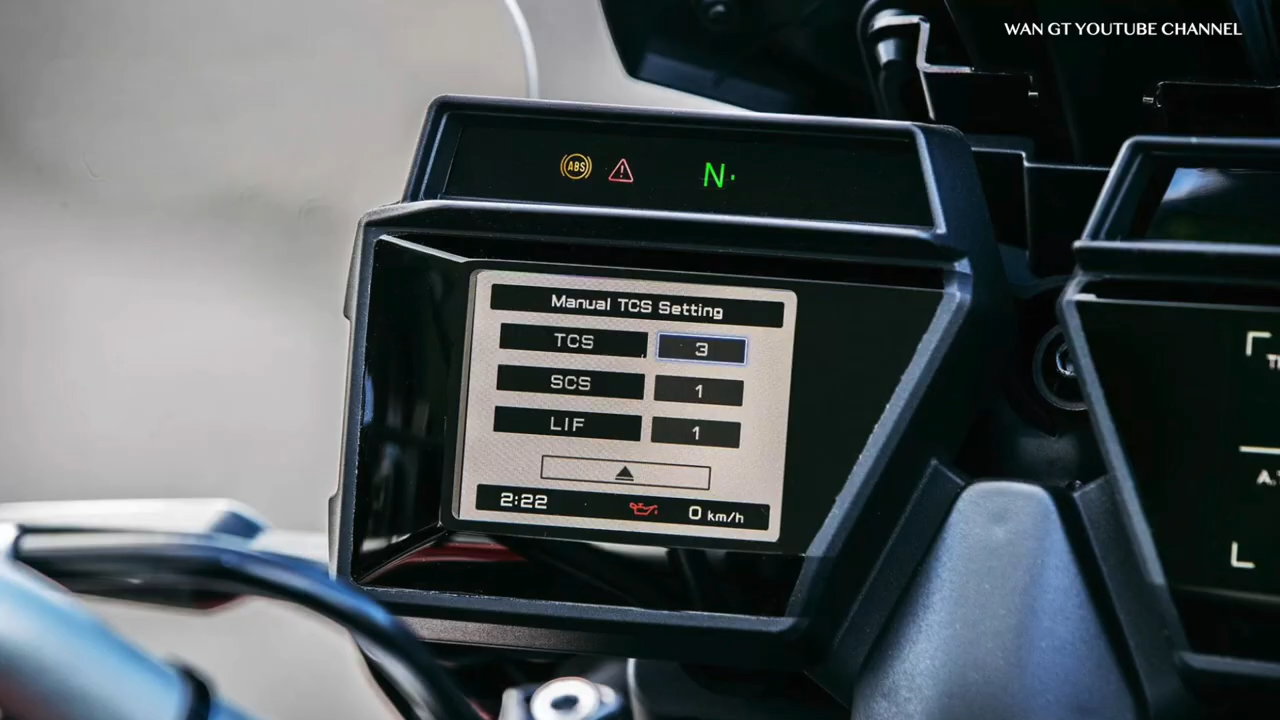 WAN GT YOUTUBE CHANNEL
ABS
N
Manual TCS Setting
TCS 3
SCS 1
LIF 1
2:22 0 km/h